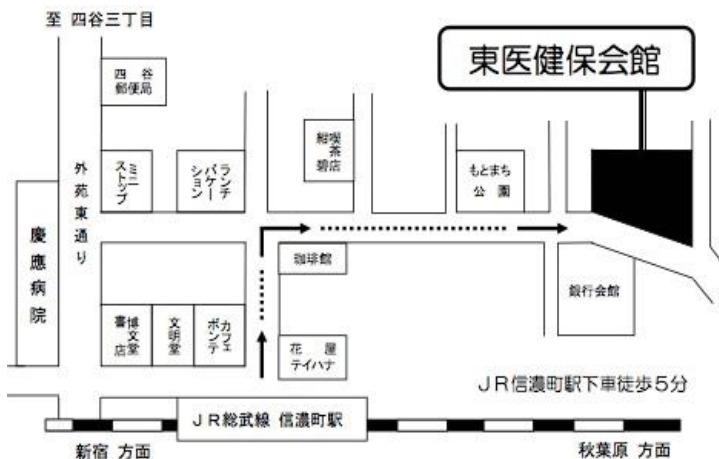 至 四谷三丁目
東医健保会館
四谷
郵便局
外苑東通り
ミニ
ストップ
ランチ
バケー
ション
喫茶店
紺碧
もとまち
公園
慶應病院
珈琲館
銀行会館
博文堂
書店
文明堂
カフェ
ポンテ
花屋
テイハナ
JR信濃町駅下車徒歩5分
JR総武線 信濃町駅
新宿 方面
秋葉原 方面